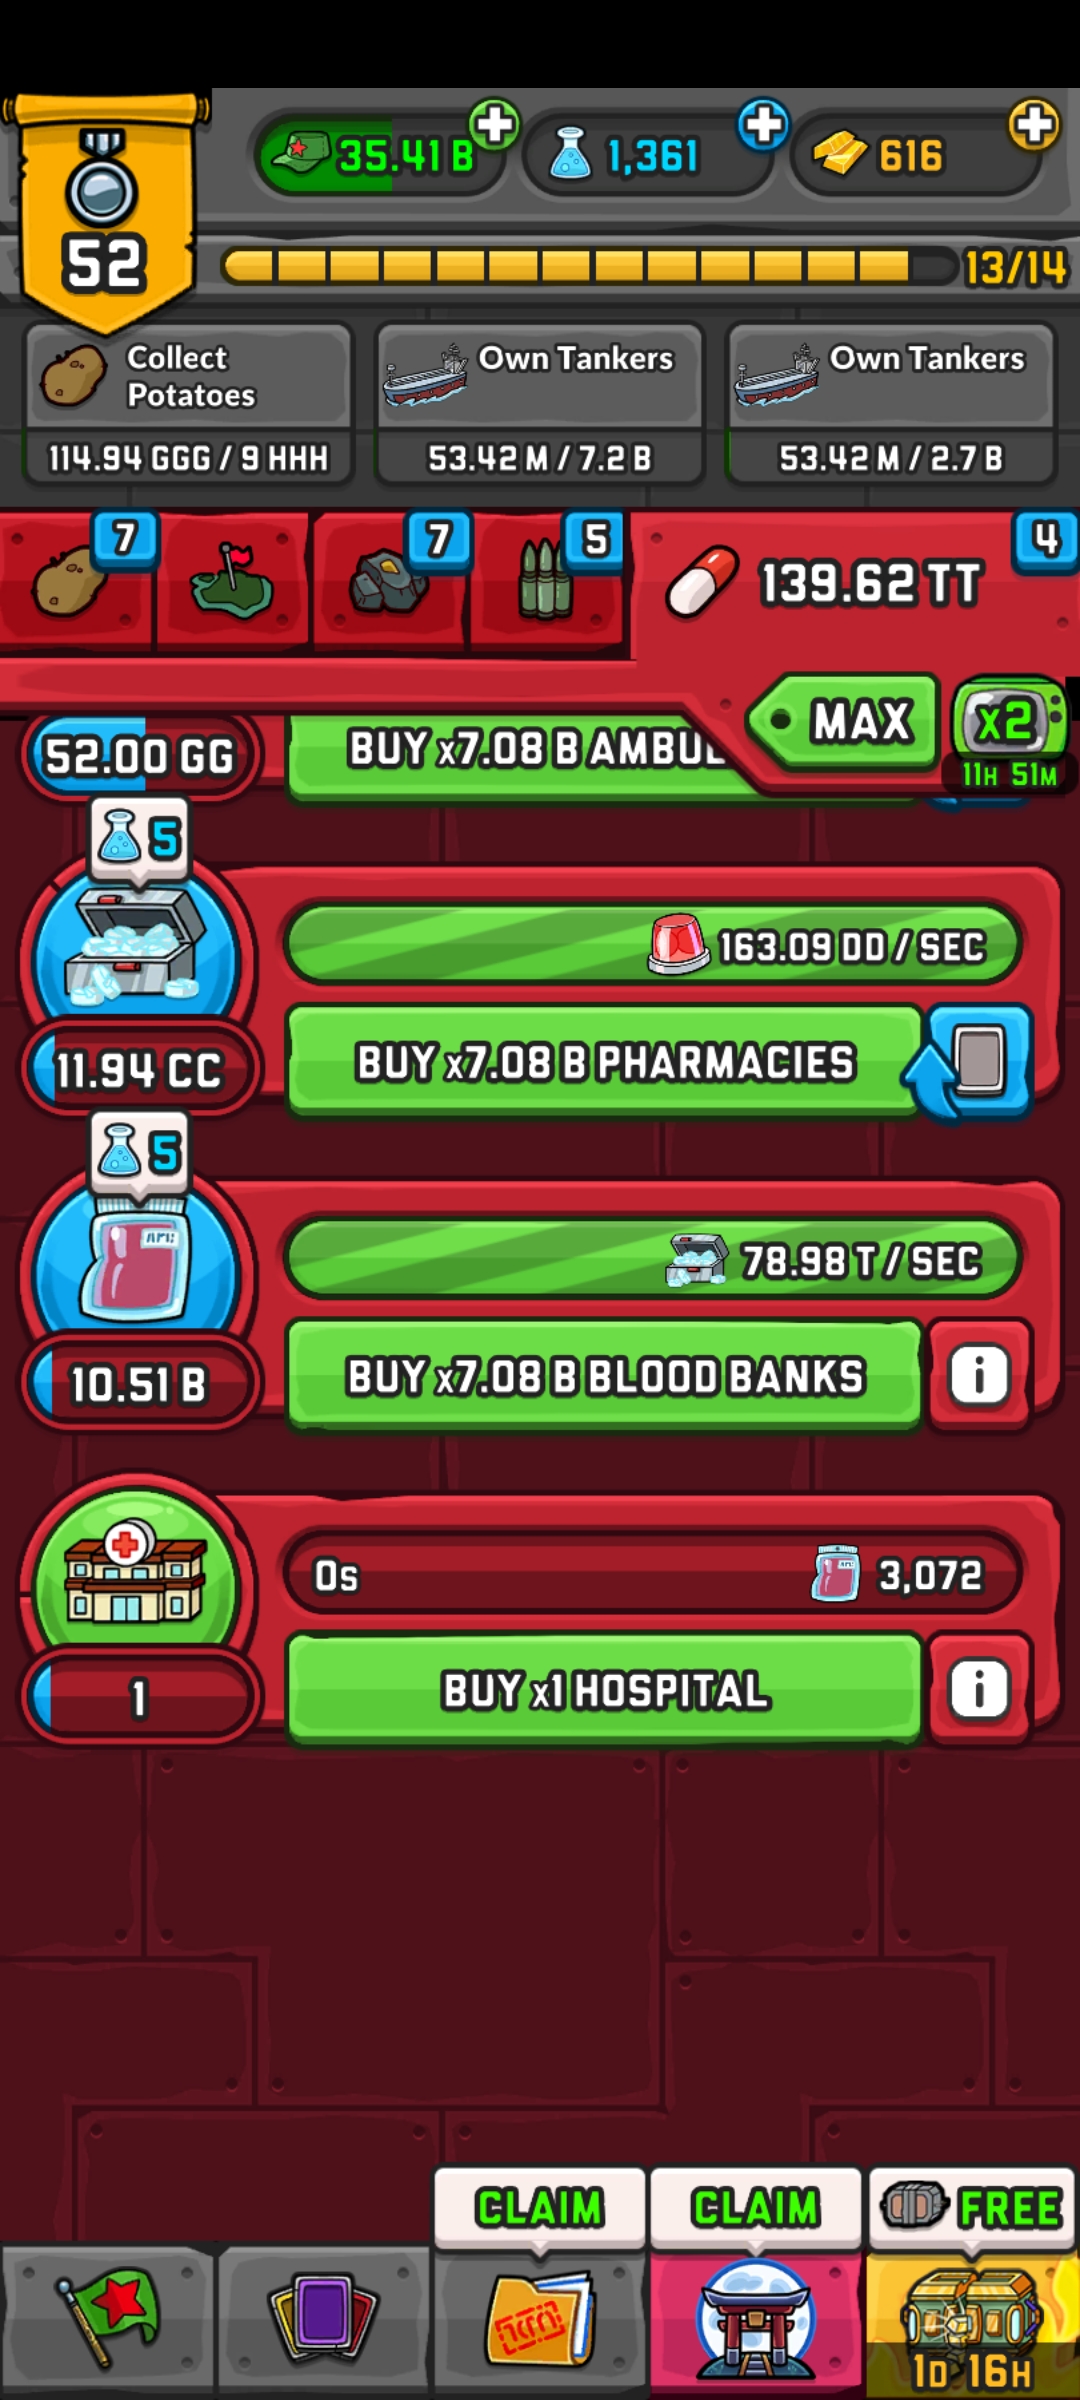 52
35.41 B
1,361
616
13/14
Collect
Potatoes
114.94 GGG / 9 HHH
Own Tankers
53.42 M / 7.2 B
Own Tankers
53.42 M / 2.7 B
7
7
5
139.62 TT
4
MAX
x2
11H 51M
52.00 GG
BUY x7.08 B AMBUL
5
163.09 DD / SEC
11.94 CC
BUY x7.08 B PHARMACIES
5
78.98 T / SEC
10.51 B
BUY x7.08 B BLOOD BANKS
i
0s
3,072
1
BUY x1 HOSPITAL
i
CLAIM
CLAIM
FREE
1D 16H